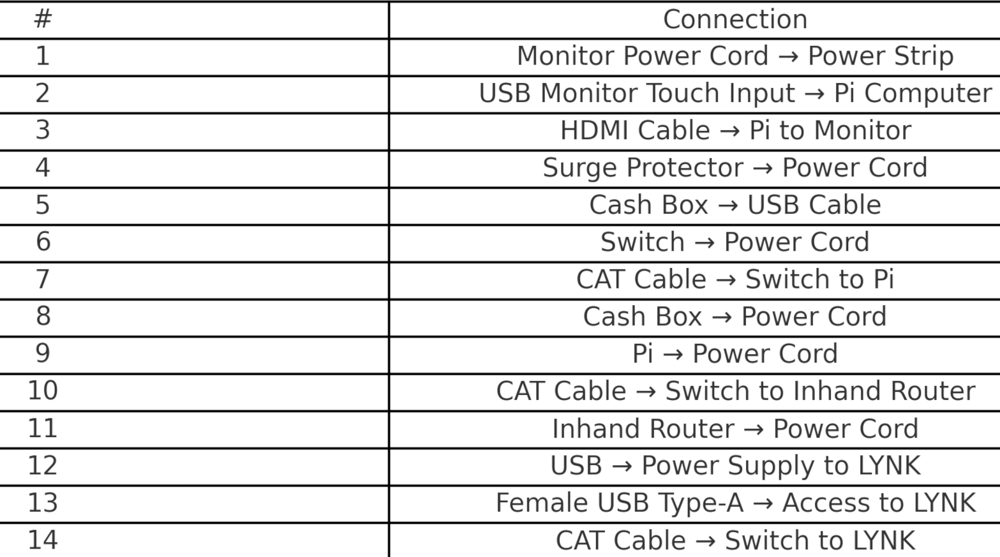 # Connection
1 Monitor Power Cord → Power Strip
2 USB Monitor Touch Input → Pi Computer
3 HDMI Cable → Pi to Monitor
4 Surge Protector → Power Cord
5 Cash Box → USB Cable
6 Switch → Power Cord
7 CAT Cable → Switch to Pi
8 Cash Box → Power Cord
9 Pi → Power Cord
10 CAT Cable → Switch to Inhand Router
11 Inhand Router → Power Cord
12 USB → Power Supply to LYNK
13 Female USB Type-A → Access to LYNK
14 CAT Cable → Switch to LYNK